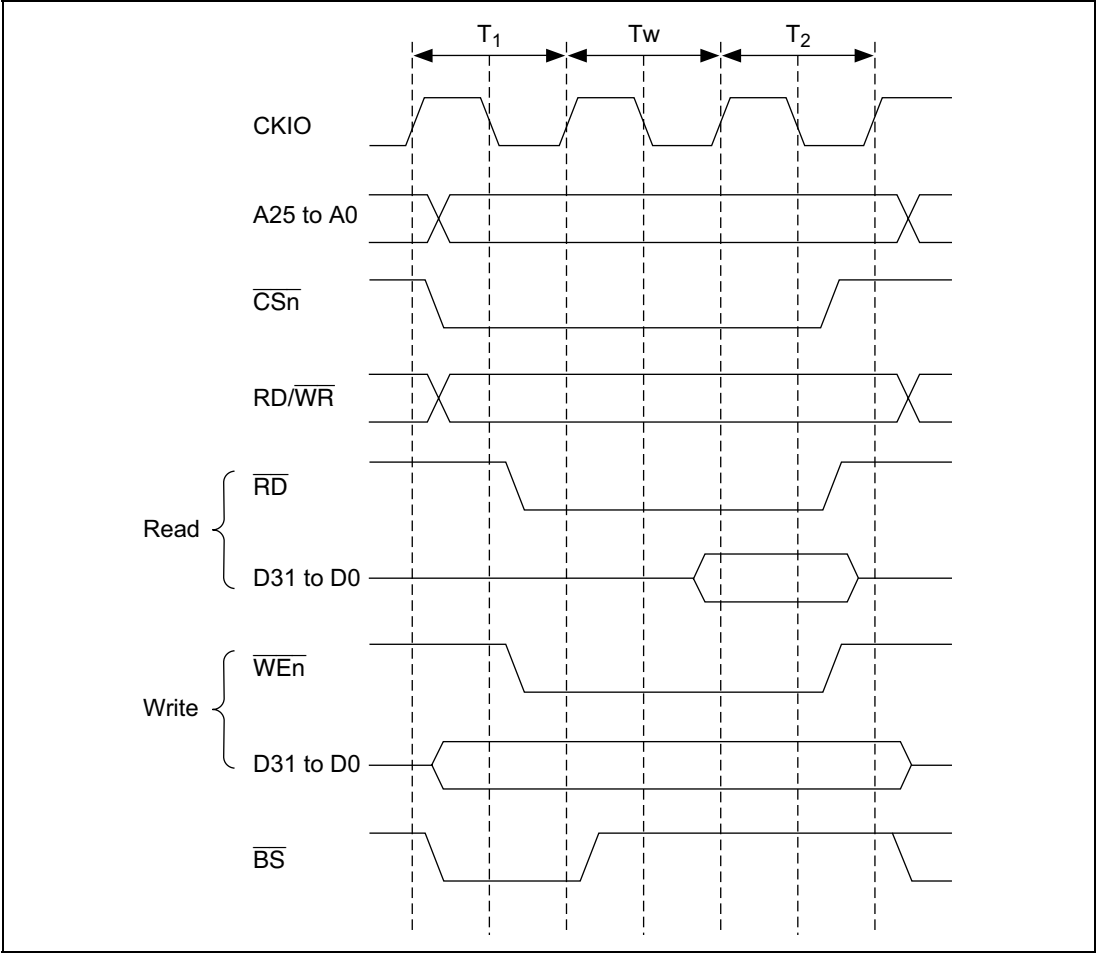 T1 Tw T2
CKIO
A25 to A0
CSn
RD/WR
RD
Read
D31 to D0
WEn
Write
D31 to D0
BS